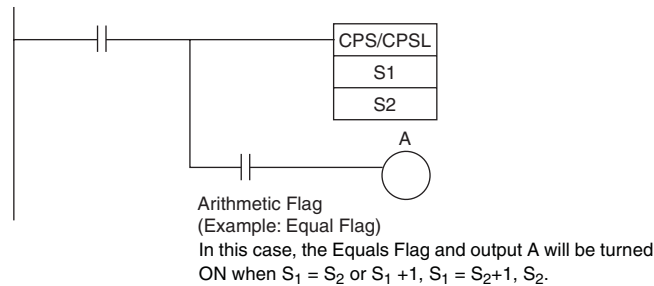 CPS/CPSL
S1
S2
A
Arithmetic Flag
(Example: Equal Flag)
In this case, the Equals Flag and output A will be turned
ON when S₁ = S₂ or S₁ +1, S₁ = S₂+1, S₂.